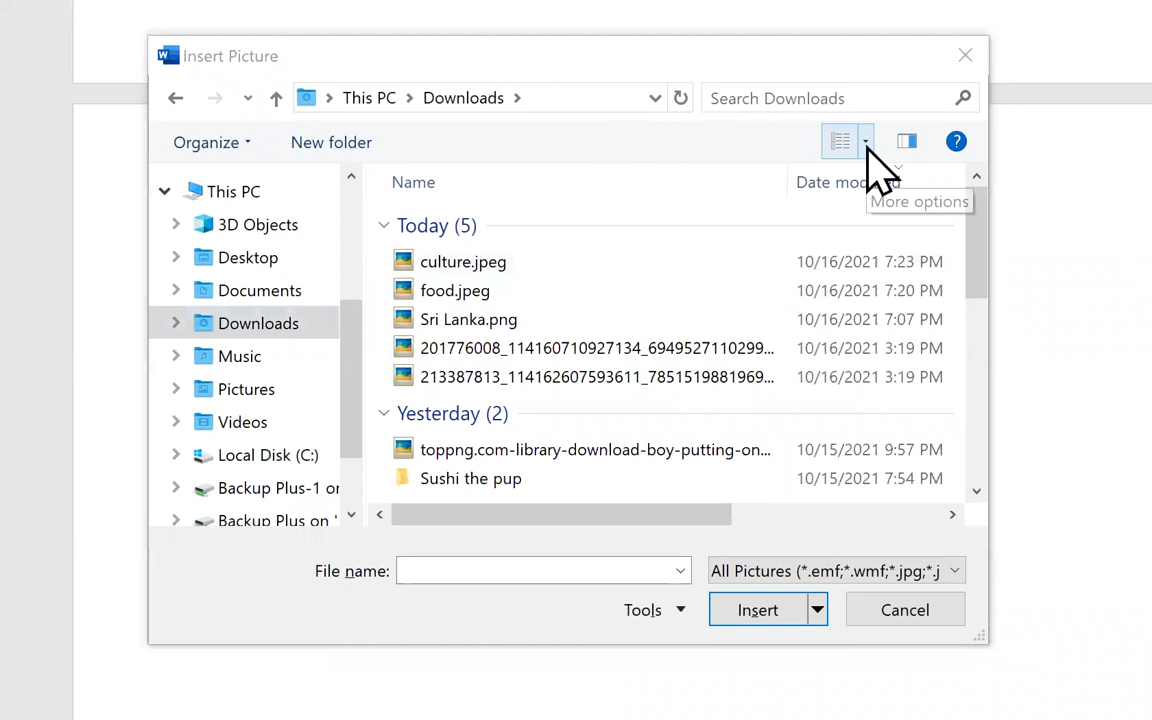 Insert Picture
This PC Downloads Search Downloads
Organize New folder
Name Date mo
More options
This PC
3D Objects
Desktop
Documents
Downloads
Music
Pictures
Videos
Local Disk (C:)
Backup Plus-1 or
Backup Plus on '
Today (5)
culture.jpeg 10/16/2021 7:23 PM
food.jpeg 10/16/2021 7:20 PM
Sri Lanka.png 10/16/2021 7:07 PM
201776008_114160710927134_6949527110299... 10/16/2021 3:19 PM
213387813_114162607593611_7851519881969... 10/16/2021 3:19 PM
Yesterday (2)
toppng.com-library-download-boy-putting-on... 10/15/2021 9:57 PM
Sushi the pup 10/15/2021 7:54 PM
File name: All Pictures (*.emf;*.wmf;*.jpg;*.j
Tools Insert Cancel